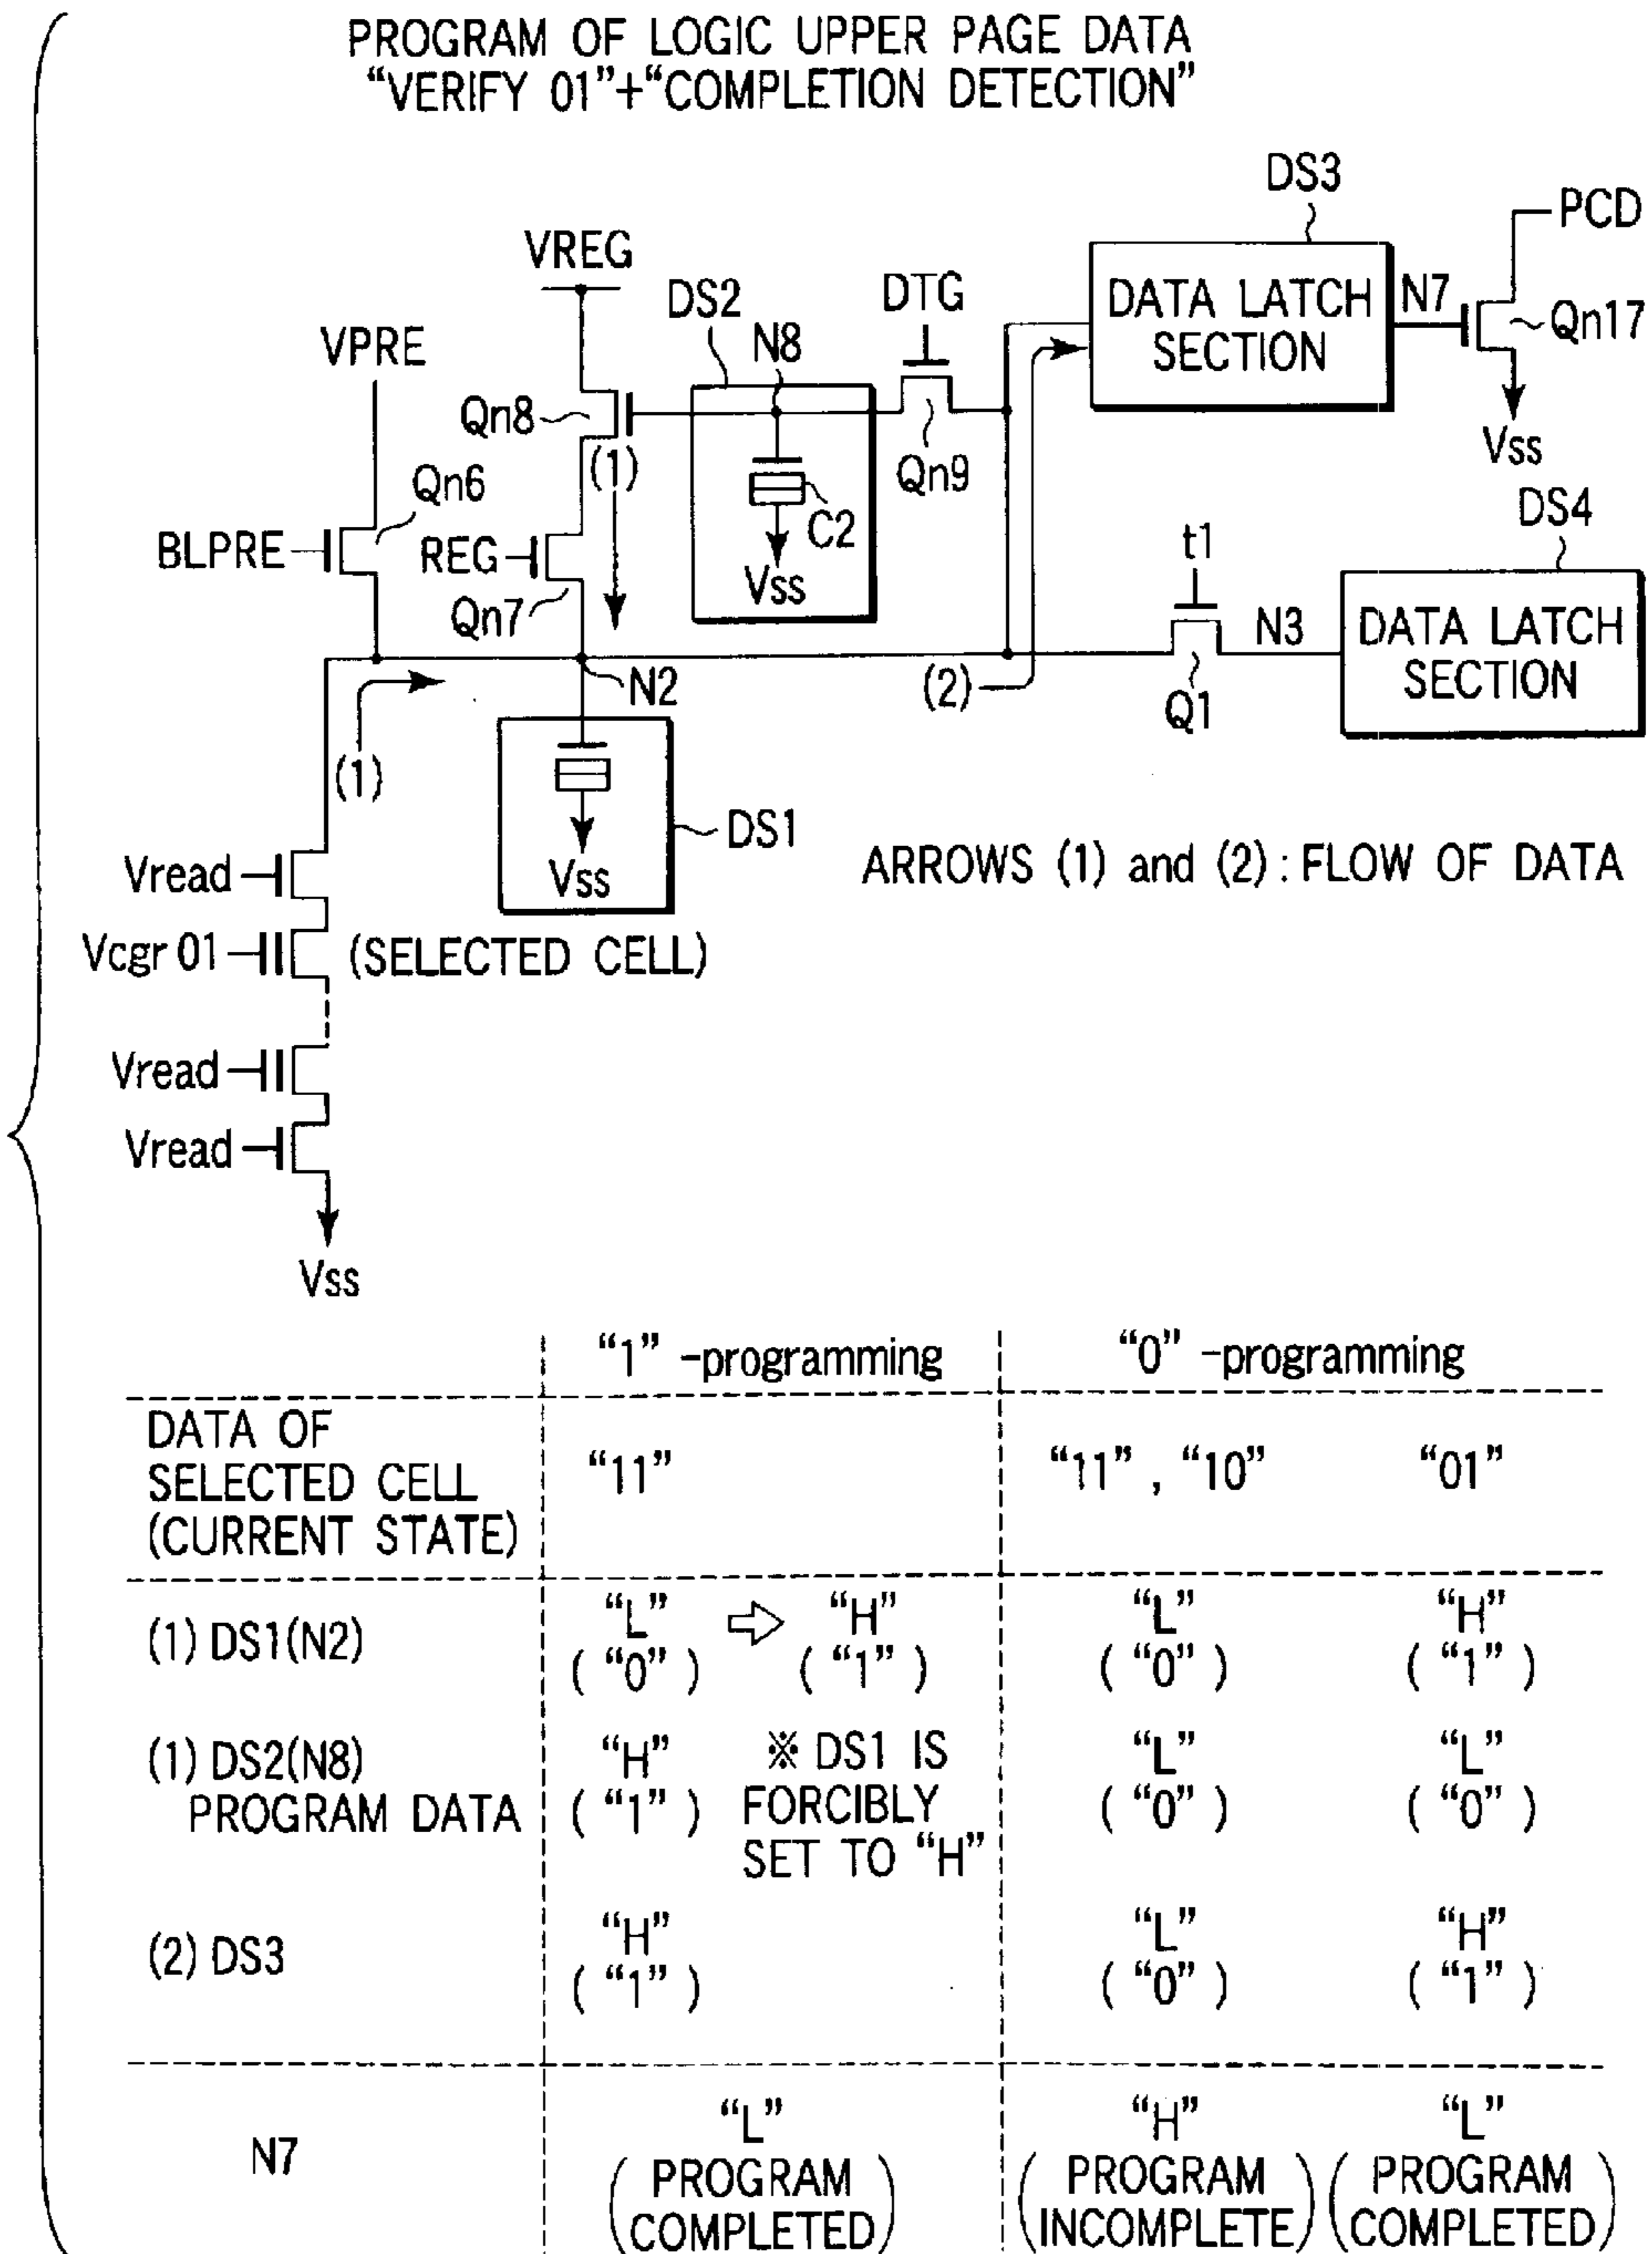 PROGRAM OF LOGIC UPPER PAGE DATA
“VERIFY 01”+“COMPLETION DETECTION”
DS3
PCD
VREG
DS2
DTG
N8
DATA LATCH
SECTION
N7
Qn17
VPRE
Qn8
(1)
Qn9
Vss
Qn6
C2
DS4
BLPRE
REG
Vss
t1
Qn7
N3
DATA LATCH
SECTION
N2
(2)
Q1
(1)
DS1
Vss
ARROWS (1) and (2) : FLOW OF DATA
Vread
Vcgr 01
(SELECTED CELL)
Vread
Vread
Vss
“1” -programming “0” -programming
DATA OF
SELECTED CELL
(CURRENT STATE)
“11” “11” , “10” “01”
(1) DS1(N2)
“L” ⇨ “H” “L” “H”
( “0” ) ( “1” ) ( “0” ) ( “1” )
(1) DS2(N8)
PROGRAM DATA
“H” ※ DS1 IS “L” “L”
( “1” ) FORCIBLY ( “0” ) ( “0” )
SET TO “H”
(2) DS3
“H” “L” “H”
( “1” ) ( “0” ) ( “1” )
N7
“L” “H” “L”
(PROGRAM COMPLETED) (PROGRAM INCOMPLETE) (PROGRAM COMPLETED)